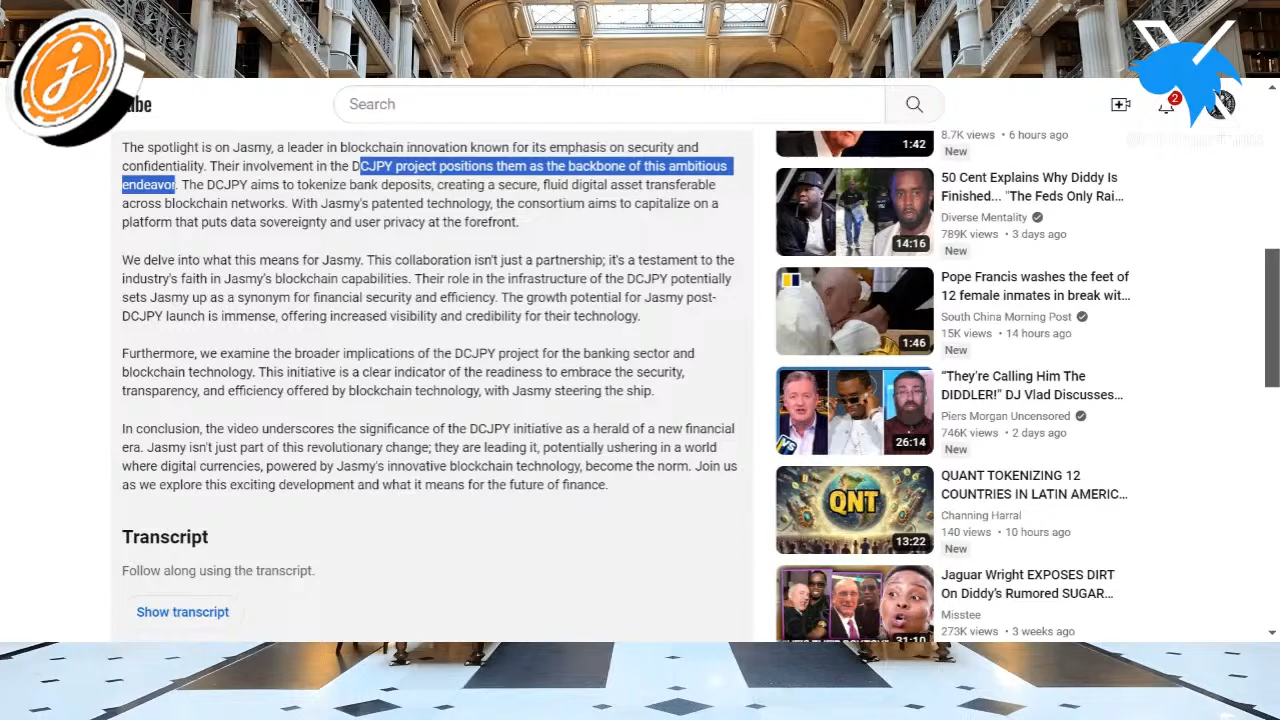 ube
Search
2
The spotlight is on Jasmy, a leader in blockchain innovation known for its emphasis on security and
confidentiality. Their involvement in the DCJPY project positions them as the backbone of this ambitious
endeavor. The DCJPY aims to tokenize bank deposits, creating a secure, fluid digital asset transferable
across blockchain networks. With Jasmy's patented technology, the consortium aims to capitalize on a
platform that puts data sovereignty and user privacy at the forefront.
We delve into what this means for Jasmy. This collaboration isn't just a partnership; it's a testament to the
industry's faith in Jasmy's blockchain capabilities. Their role in the infrastructure of the DCJPY potentially
sets Jasmy up as a synonym for financial security and efficiency. The growth potential for Jasmy post-
DCJPY launch is immense, offering increased visibility and credibility for their technology.
Furthermore, we examine the broader implications of the DCJPY project for the banking sector and
blockchain technology. This initiative is a clear indicator of the readiness to embrace the security,
transparency, and efficiency offered by blockchain technology, with Jasmy steering the ship.
In conclusion, the video underscores the significance of the DCJPY initiative as a herald of a new financial
era. Jasmy isn't just part of this revolutionary change; they are leading it, potentially ushering in a world
where digital currencies, powered by Jasmy's innovative blockchain technology, become the norm. Join us
as we explore this exciting development and what it means for the future of finance.
Transcript
Follow along using the transcript.
Show transcript
1:42
8.7K views • 6 hours ago
New
14:16
50 Cent Explains Why Diddy Is
Finished... "The Feds Only Rai...
Diverse Mentality
789K views • 3 days ago
New
1:46
Pope Francis washes the feet of
12 female inmates in break wit...
South China Morning Post
15K views • 14 hours ago
New
VS
26:14
“They're Calling Him The
DIDDLER!” DJ Vlad Discusses...
Piers Morgan Uncensored
746K views • 2 days ago
New
QNT
13:22
QUANT TOKENIZING 12
COUNTRIES IN LATIN AMERIC...
Channing Harral
140 views • 10 hours ago
New
31:10
Jaguar Wright EXPOSES DIRT
On Diddy's Rumored SUGAR...
Misstee
273K views • 3 weeks ago